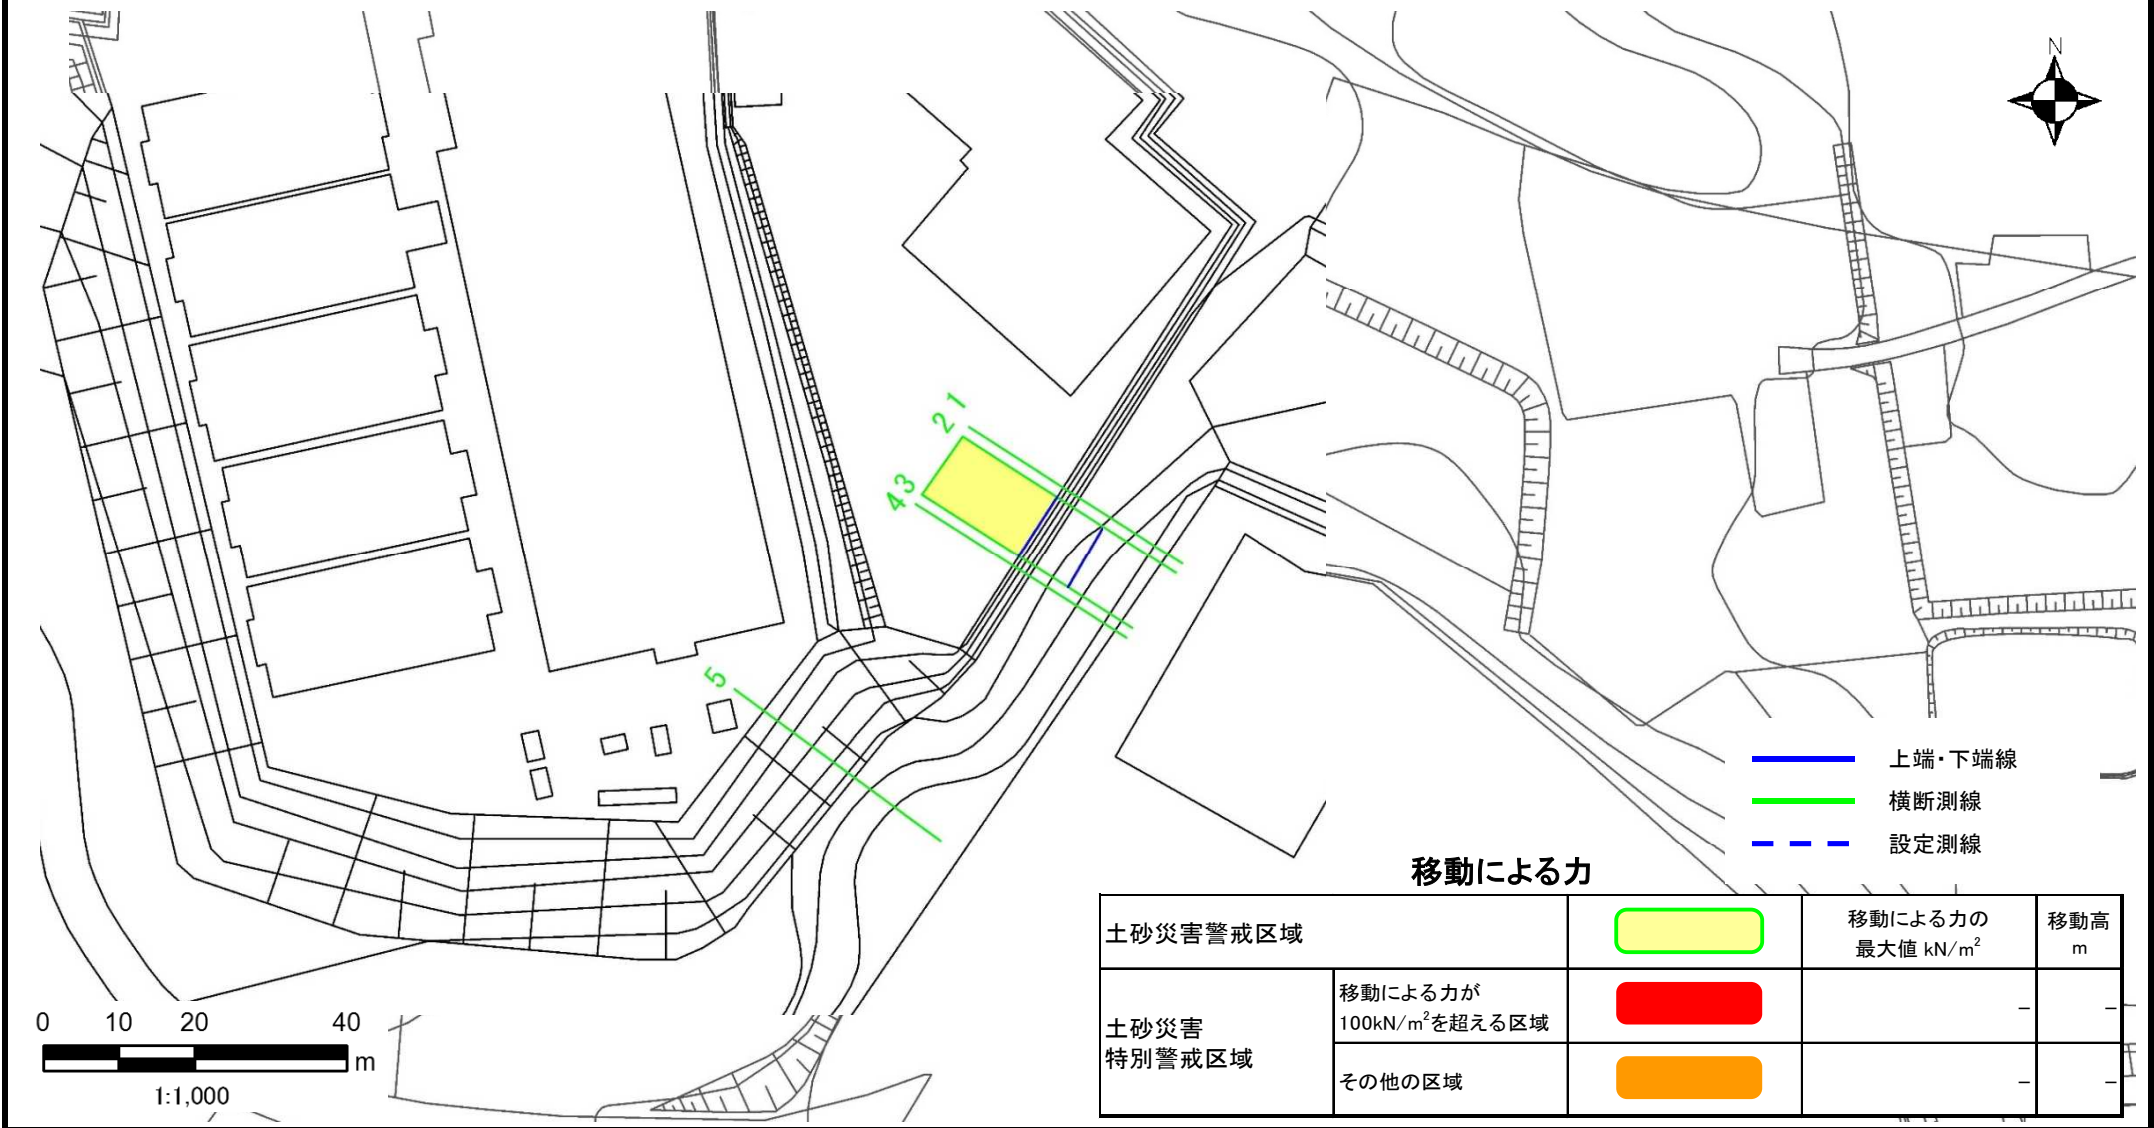 N
1
2
3
4
5
上端・下端線
横断測線
設定測線
移動による力
土砂災害警戒区域
移動による力の
最大値 kN/m²
移動高
m
土砂災害
特別警戒区域
移動による力が
100kN/m²を超える区域
－
－
その他の区域
－
－
0 10 20 40
m
1:1,000